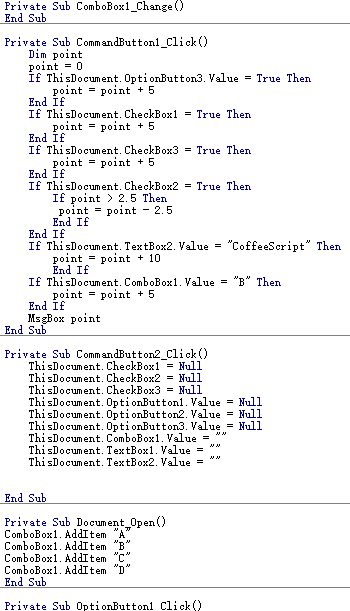 Private Sub ComboBox1_Change()
End Sub
Private Sub CommandButton1_Click()
Dim point
point = 0
If ThisDocument.OptionButton3.Value = True Then
point = point + 5
End If
If ThisDocument.CheckBox1 = True Then
point = point + 5
End If
If ThisDocument.CheckBox3 = True Then
point = point + 5
End If
If ThisDocument.CheckBox2 = True Then
If point > 2.5 Then
point = point - 2.5
End If
End If
If ThisDocument.TextBox2.Value = "CoffeeScript" Then
point = point + 10
End If
If ThisDocument.ComboBox1.Value = "B" Then
point = point + 5
End If
MsgBox point
End Sub
Private Sub CommandButton2_Click()
ThisDocument.CheckBox1 = Null
ThisDocument.CheckBox2 = Null
ThisDocument.CheckBox3 = Null
ThisDocument.OptionButton1.Value = Null
ThisDocument.OptionButton2.Value = Null
ThisDocument.OptionButton3.Value = Null
ThisDocument.ComboBox1.Value = ""
ThisDocument.TextBox1.Value = ""
ThisDocument.TextBox2.Value = ""
End Sub
Private Sub Document_Open()
ComboBox1.AddItem "A"
ComboBox1.AddItem "B"
ComboBox1.AddItem "C"
ComboBox1.AddItem "D"
End Sub
Private Sub OptionButton1_Click()